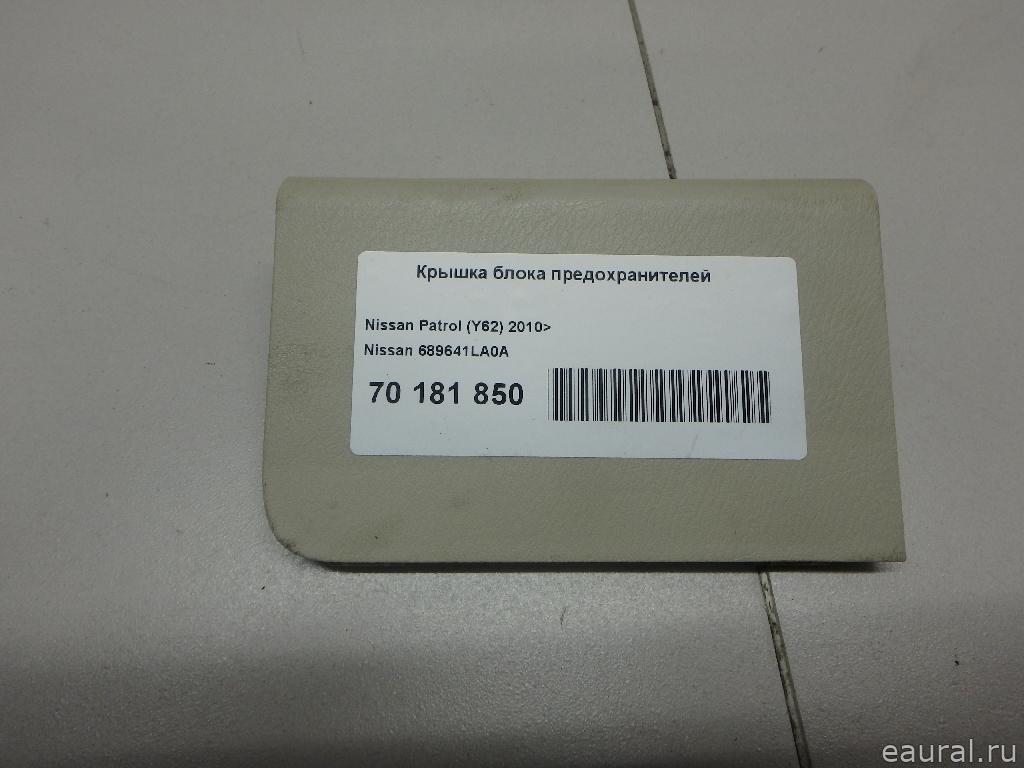 Крышка блока предохранителей
Nissan Patrol (Y62) 2010>
Nissan 689641LA0A
70 181 850
eaural.ru